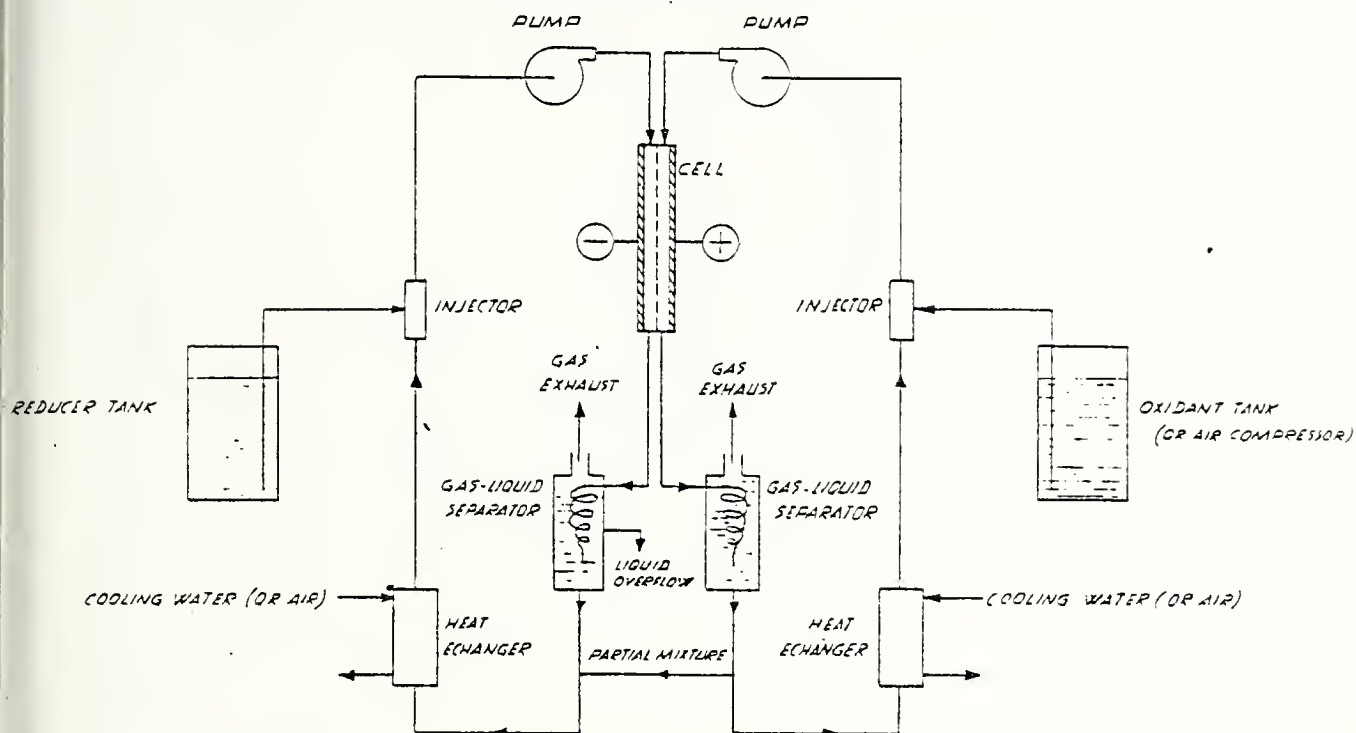 PUMP
PUMP
CELL
−
+
INJECTOR
INJECTOR
GAS
EXHAUST
GAS
EXHAUST
REDUCER TANK
OXIDANT TANK
(OR AIR COMPRESSOR)
GAS-LIQUID
SEPARATOR
GAS-LIQUID
SEPARATOR
LIQUID
OVERFLOW
COOLING WATER (OR AIR)
COOLING WATER (OR AIR)
HEAT
ECHANGER
HEAT
ECHANGER
PARTIAL MIXTURE